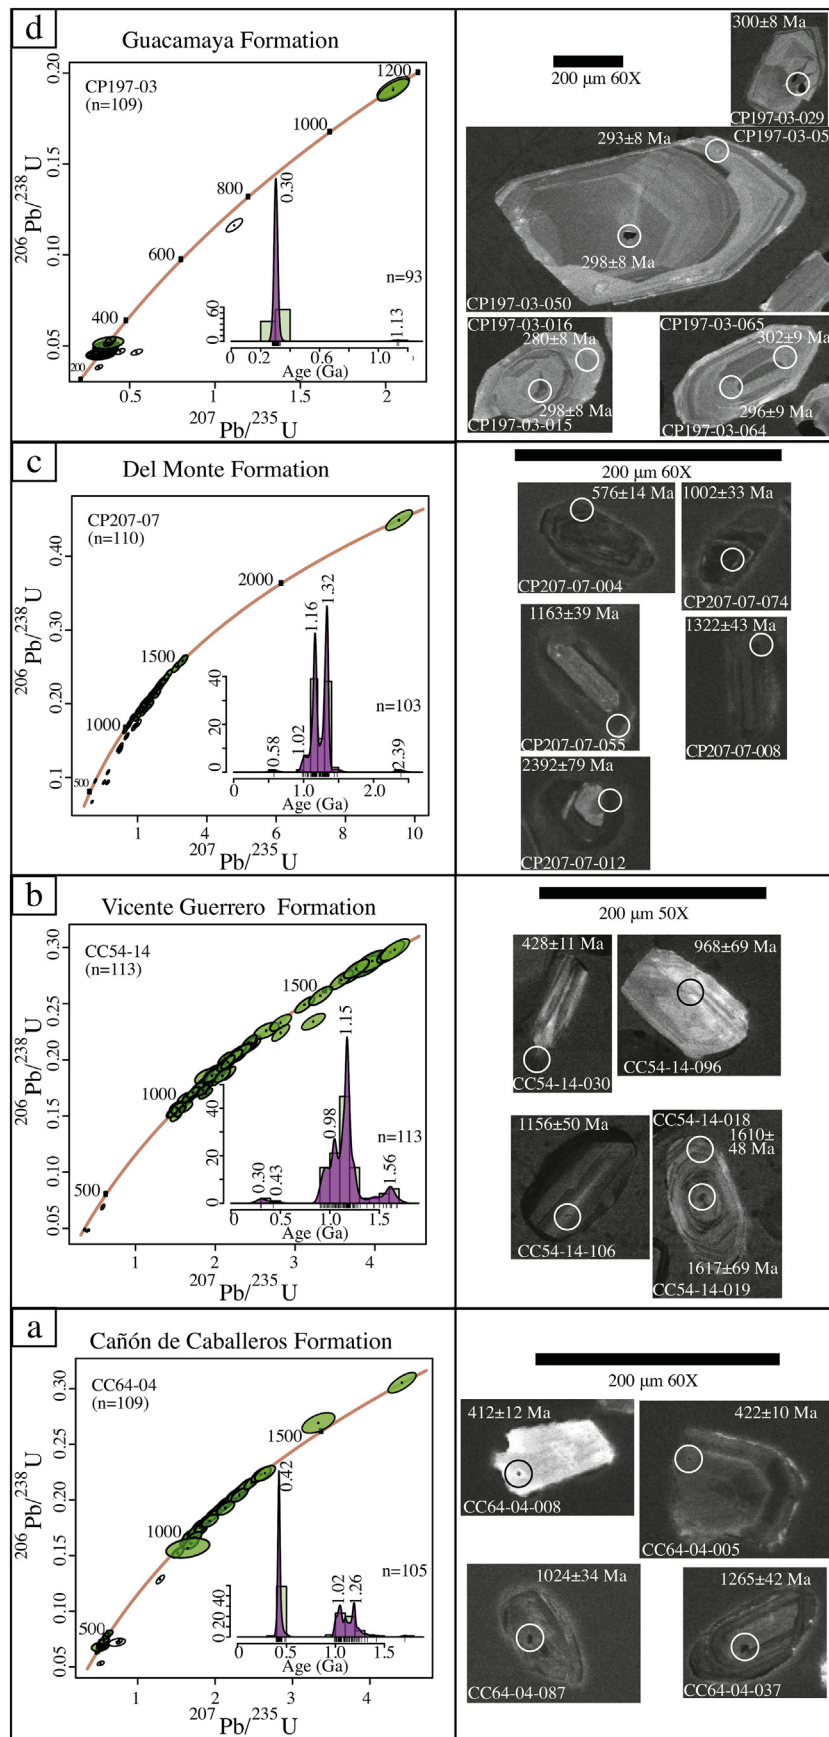 d
Guacamaya Formation
CP197-03
(n=109)
206Pb/238U
0.20
0.15
0.10
0.05
200
400
600
800
1000
1200
0.30
n=93
60
0
1.13
0.2
0.6
1.0
Age (Ga)
0.5
1
1.5
2
207Pb/235U
200 µm 60X
300±8 Ma
CP197-03-029
293±8 Ma
CP197-03-05
298±8 Ma
CP197-03-050
CP197-03-016
280±8 Ma
298±8 Ma
CP197-03-015
CP197-03-065
302±9 Ma
296±9 Ma
CP197-03-064
c
Del Monte Formation
CP207-07
(n=110)
206Pb/238U
0.40
0.30
0.20
0.1
500
1000
1500
2000
1.32
1.16
1.02
0.58
2.39
n=103
40
20
0
0
1.0
2.0
Age (Ga)
1
4
6
8
10
207Pb/235U
200 µm 60X
576±14 Ma
CP207-07-004
1002±33 Ma
CP207-07-074
1163±39 Ma
CP207-07-055
1322±43 Ma
CP207-07-008
2392±79 Ma
CP207-07-012
b
Vicente Guerrero Formation
CC54-14
(n=113)
206Pb/238U
0.30
0.25
0.20
0.15
0.10
0.05
500
1000
1500
1.15
0.98
0.30
0.43
1.56
n=113
40
20
0
0
0.5
1.0
1.5
Age (Ga)
1
2
3
4
207Pb/235U
200 µm 50X
428±11 Ma
CC54-14-030
968±69 Ma
CC54-14-096
1156±50 Ma
CC54-14-106
CC54-14-018
1610±
48 Ma
1617±69 Ma
CC54-14-019
a
Cañón de Caballeros Formation
CC64-04
(n=109)
206Pb/238U
0.30
0.25
0.20
0.15
0.10
0.05
500
1000
1500
0.42
1.02
1.26
n=105
40
20
0
0
0.5
1.0
1.5
Age (Ga)
1
2
3
4
207Pb/235U
200 µm 60X
412±12 Ma
CC64-04-008
422±10 Ma
CC64-04-005
1024±34 Ma
CC64-04-087
1265±42 Ma
CC64-04-037